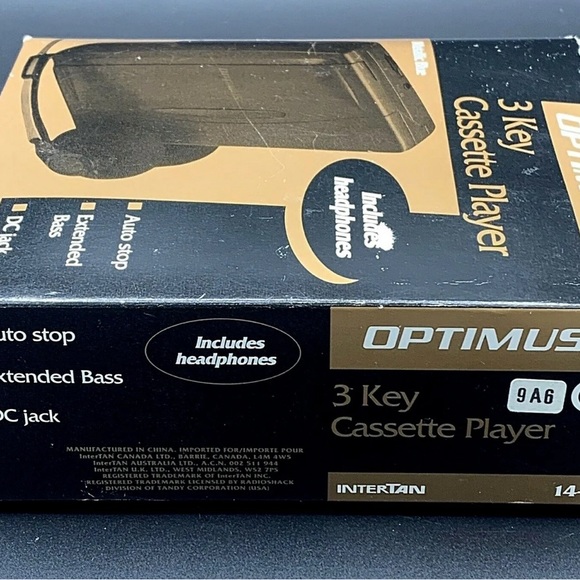 OPTIMUS
3 Key
Cassette Player
Includes
headphones
Auto stop
Extended
Bass
DC jack
uto stop
xtended Bass
DC jack
Includes
headphones
OPTIMUS
3 Key
Cassette Player
9A6
MANUFACTURED IN CHINA. IMPORTED FOR/IMPORTE POUR
InterTAN CANADA LTD., BARRIE, CANADA, L4M 4W5
InterTAN AUSTRALIA LTD., A.C.N. 002 511 944
InterTAN U.K. LTD., WEST MIDLANDS, WS2 7PS
REGISTERED TRADEMARK OF InterTAN INC.
REGISTERED TRADEMARK LICENSED BY RADIOSHACK
DIVISION OF TANDY CORPORATION (USA)
INTERTAN
14-